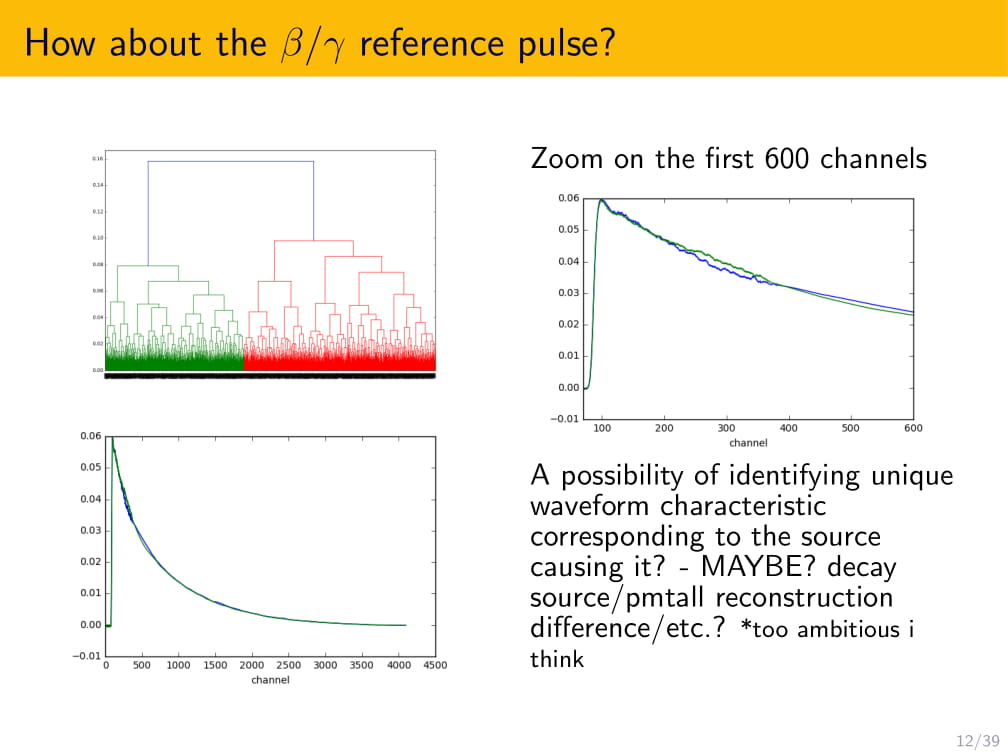 How about the β/γ reference pulse?
0.16
0.14
0.12
0.10
0.08
0.06
0.04
0.02
0.00
Zoom on the first 600 channels
0.06
0.05
0.04
0.03
0.02
0.01
0.00
−0.01
100 200 300 400 500 600
channel
0.06
0.05
0.04
0.03
0.02
0.01
0.00
−0.01
0 500 1000 1500 2000 2500 3000 3500 4000 4500
channel
A possibility of identifying unique
waveform characteristic
corresponding to the source
causing it? - MAYBE? decay
source/pmtall reconstruction
difference/etc.? *too ambitious i
think
12/39